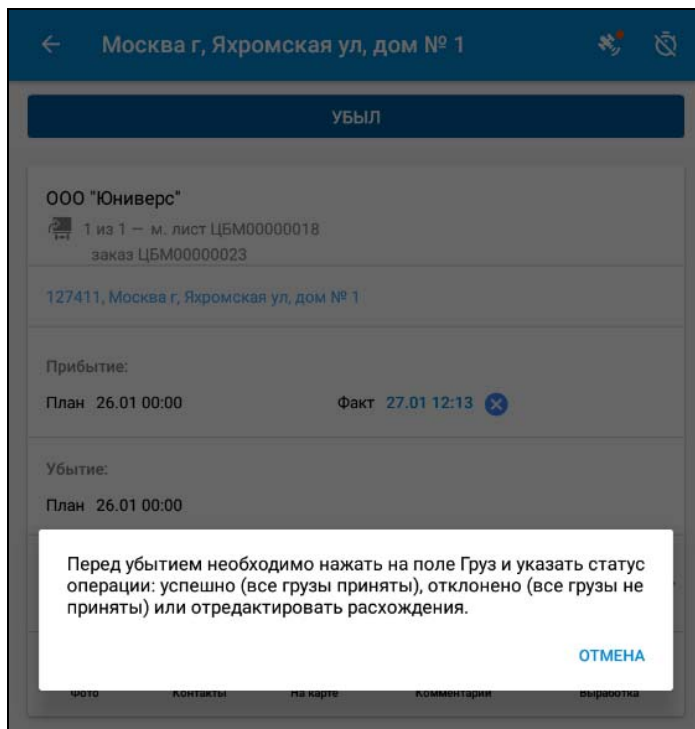 Москва г, Яхромская ул, дом № 1
УБЫЛ
ООО "Юниверс"
1 из 1 — м. лист ЦБМ00000018
заказ ЦБМ00000023
127411, Москва г, Яхромская ул, дом № 1
Прибытие:
План 26.01 00:00 Факт 27.01 12:13
Убытие:
План 26.01 00:00
Перед убытием необходимо нажать на поле Груз и указать статус
операции: успешно (все грузы приняты), отклонено (все грузы не
приняты) или отредактировать расхождения.
ОТМЕНА
Фото Контакты На карте Комментарии Выработка